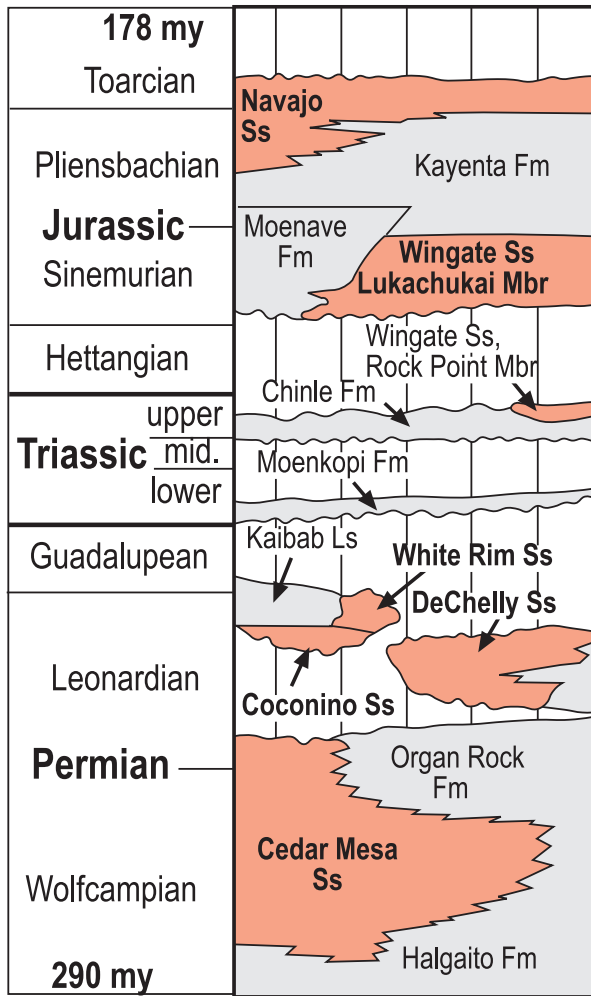 178 my
Toarcian
Navajo
Ss
Pliensbachian
Kayenta Fm
Jurassic
Moenave
Fm
Sinemurian
Wingate Ss
Lukachukai Mbr
Hettangian
Wingate Ss,
Rock Point Mbr
Chinle Fm
upper
Triassic
mid.
Moenkopi Fm
lower
Guadalupean
Kaibab Ls
White Rim Ss
DeChelly Ss
Leonardian
Coconino Ss
Permian
Organ Rock
Fm
Cedar Mesa
Ss
Wolfcampian
Halgaito Fm
290 my